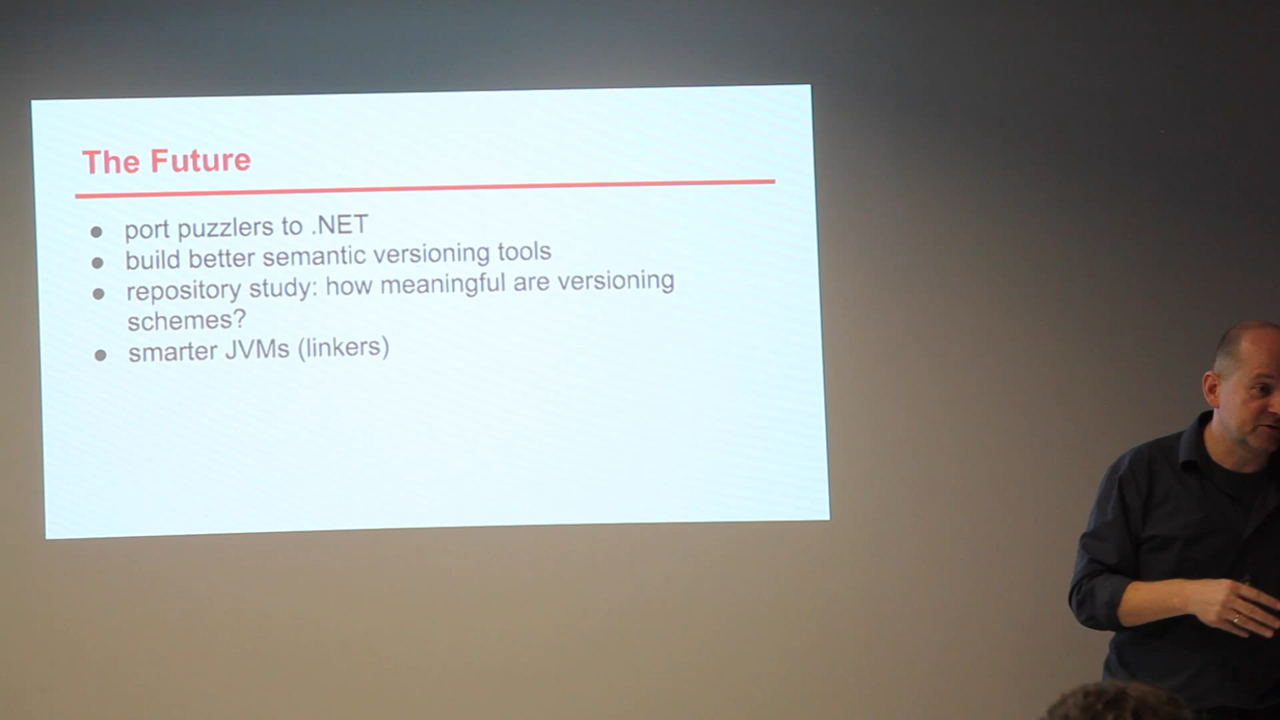 The Future
● port puzzlers to .NET
● build better semantic versioning tools
● repository study: how meaningful are versioning
schemes?
● smarter JVMs (linkers)